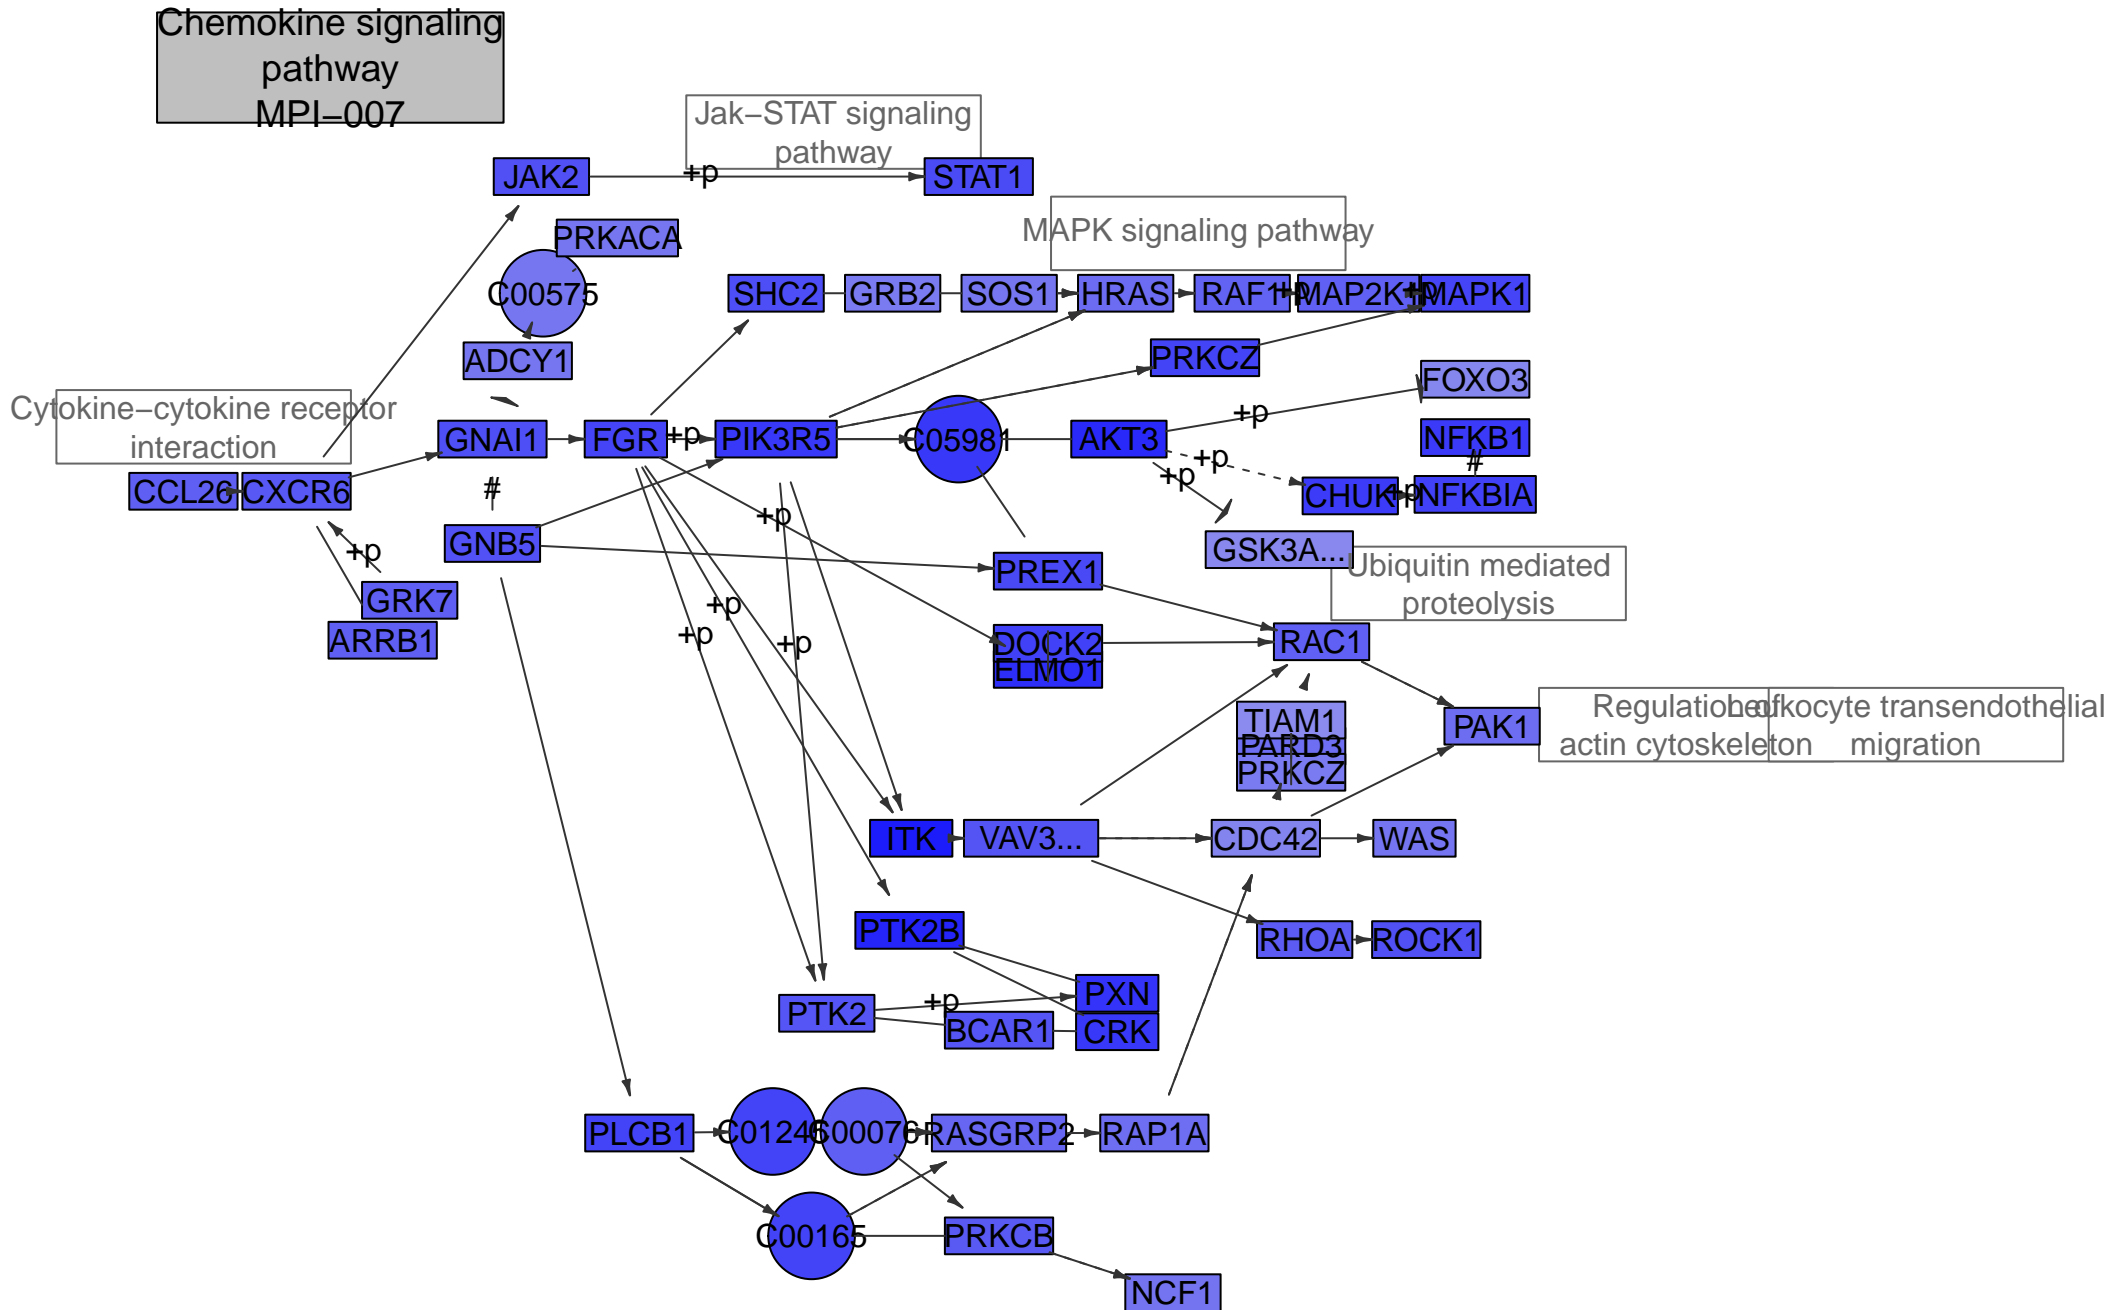 Chemokine signaling
pathway
MPI−007
Jak−STAT signaling
pathway
JAK2
+p
STAT1
PRKACA
MAPK signaling pathway
C00575
SHC2
GRB2
SOS1
HRAS
RAF1
+p
MAP2K1
+p
MAPK1
ADCY1
PRKCZ
FOXO3
Cytokine−cytokine receptor
interaction
+p
GNAI1
FGR
+p
PIK3R5
C05981
AKT3
NFKB1
+p
#
CCL26
CXCR6
#
+p
CHUK
+p
NFKBIA
+p
GNB5
+p
GSK3A...
Ubiquitin mediated
proteolysis
PREX1
GRK7
+p
ARRB1
+p
+p
DOCK2
ELMO1
RAC1
TIAM1
PARD3
PRKCZ
PAK1
Regulation of
actin cytoskeleton
Leukocyte transendothelial
migration
ITK
VAV3...
CDC42
WAS
PTK2B
RHOA
ROCK1
PXN
+p
PTK2
BCAR1
CRK
PLCB1
C01245
C00076
RASGRP2
RAP1A
C00165
PRKCB
NCF1